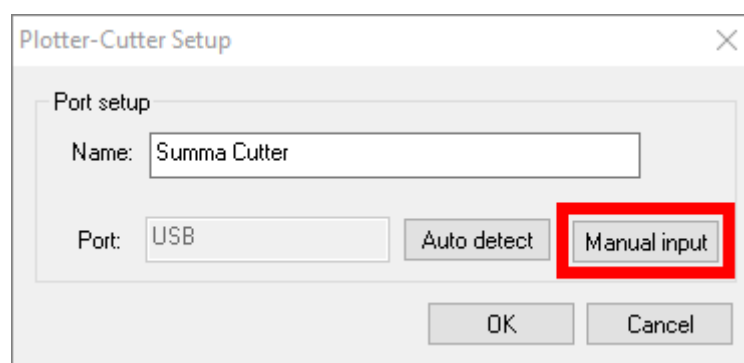 Plotter-Cutter Setup
Port setup
Name: Summa Cutter
Port: USB Auto detect Manual input
OK Cancel